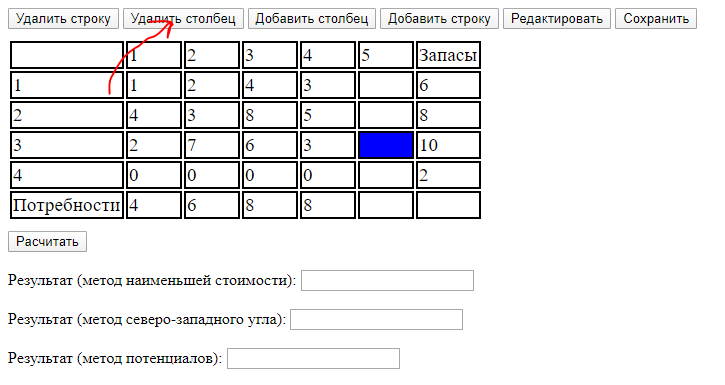 Удалить строку Удалить столбец Добавить столбец Добавить строку Редактировать Сохранить
1 2 3 4 5 Запасы
1 1 2 4 3 6
2 4 3 8 5 8
3 2 7 6 3 10
4 0 0 0 0 2
Потребности 4 6 8 8
Расчитать
Результат (метод наименьшей стоимости):
Результат (метод северо-западного угла):
Результат (метод потенциалов):